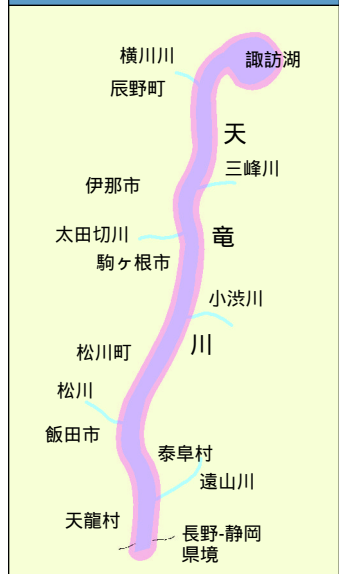 横川川
諏訪湖
辰野町
天
三峰川
伊那市
太田切川
竜
駒ヶ根市
小渋川
川
松川町
松川
飯田市
泰阜村
遠山川
天龍村
長野-静岡
県境